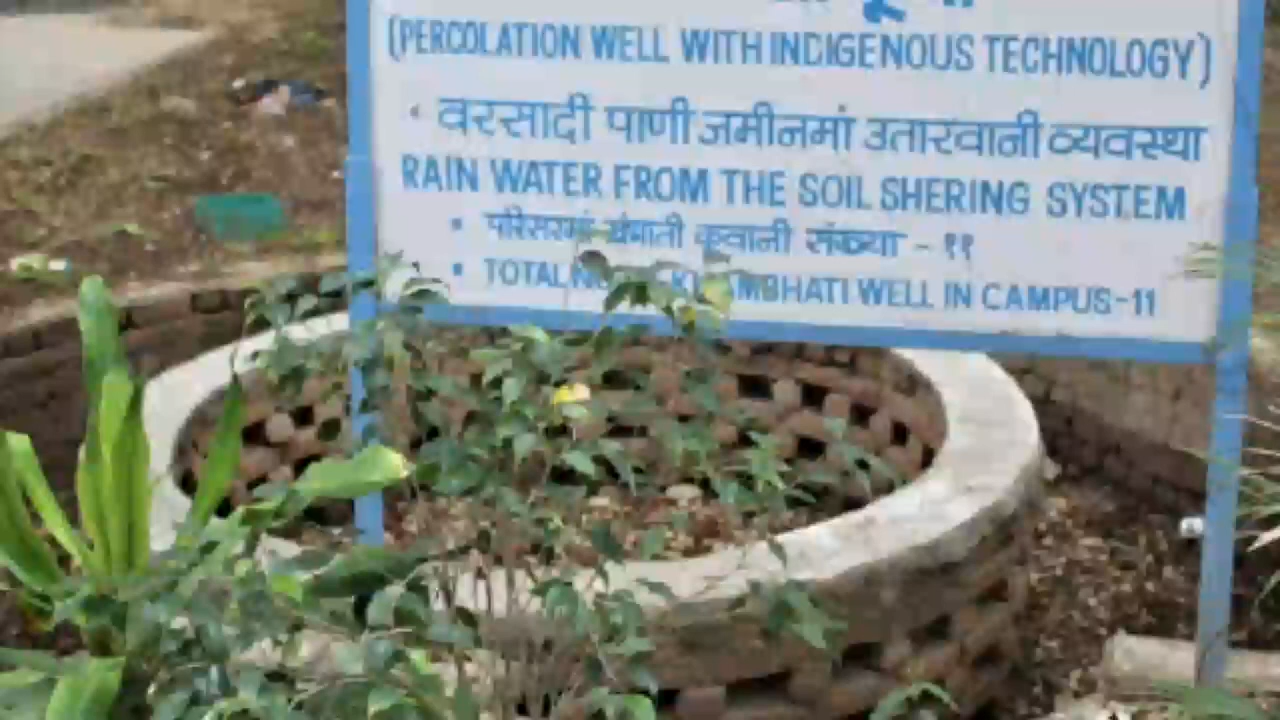 (PERCOLATION WELL WITH INDIGENOUS TECHNOLOGY)
• वरसादी पाणी जमीनमां उतारवानी व्यवस्था
RAIN WATER FROM THE SOIL SHERING SYSTEM
• परिसरमां खंभाती कूवानी संख्या - ११
• TOTAL WELL IN CAMPUS-11